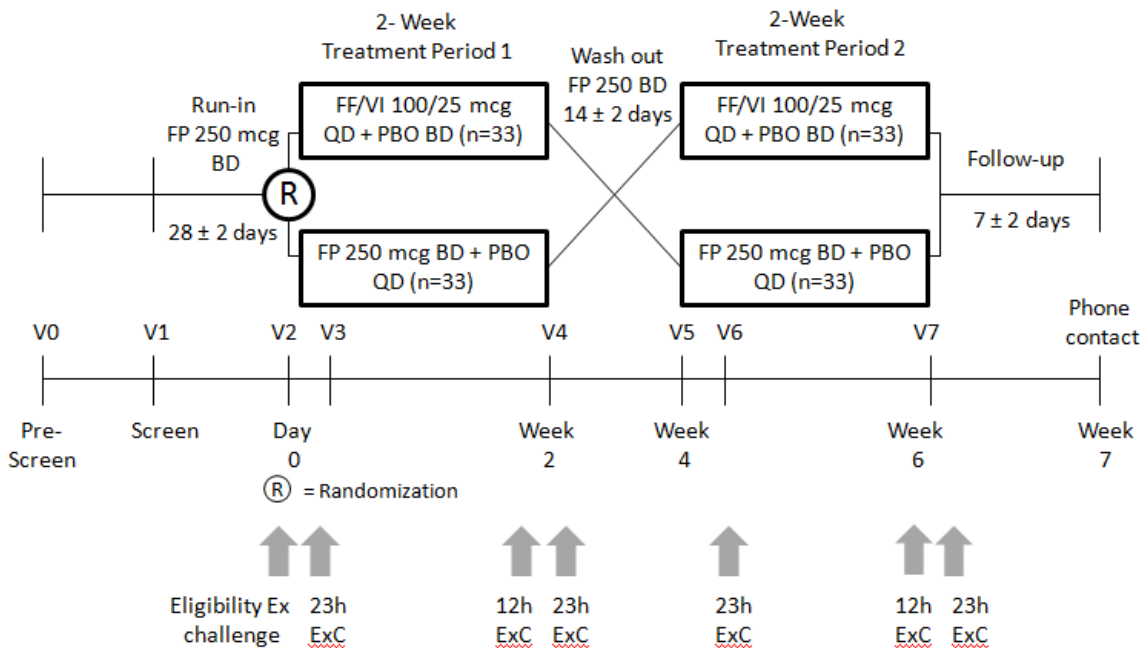 2- Week
Treatment Period 1
2-Week
Treatment Period 2
Wash out
FP 250 BD
14 ± 2 days
Run-in
FP 250 mcg
BD
FF/VI 100/25 mcg
QD + PBO BD (n=33)
FF/VI 100/25 mcg
QD + PBO BD (n=33)
Follow-up
R
28 ± 2 days
7 ± 2 days
FP 250 mcg BD + PBO
QD (n=33)
FP 250 mcg BD + PBO
QD (n=33)
Phone
contact
V0 V1 V2 V3 V4 V5 V6 V7
Pre-
Screen
Screen
Day
0
Week
2
Week
4
Week
6
Week
7
R = Randomization
Eligibility Ex
challenge
23h
ExC
12h
ExC
23h
ExC
23h
ExC
12h
ExC
23h
ExC